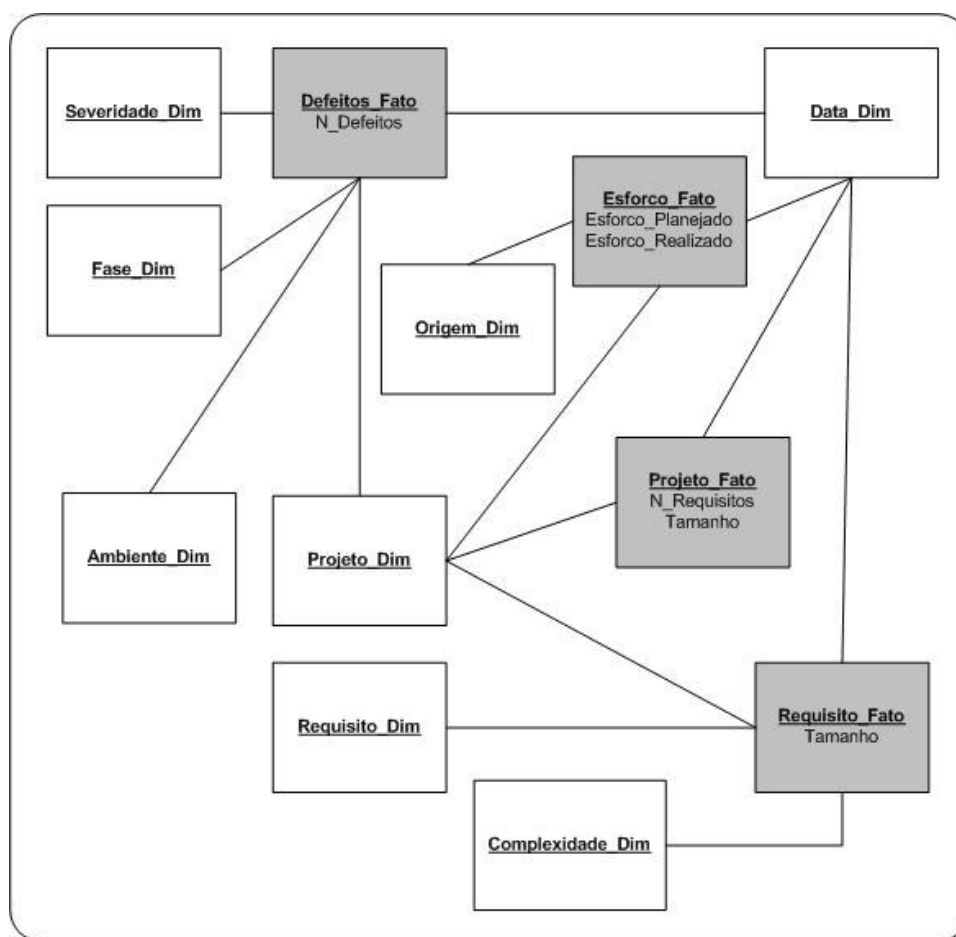 Severidade_Dim
Defeitos_Fato
N_Defeitos
Data_Dim
Esforco_Fato
Esforco_Planejado
Esforco_Realizado
Fase_Dim
Origem_Dim
Projeto_Fato
N_Requisitos
Tamanho
Ambiente_Dim
Projeto_Dim
Requisito_Dim
Requisito_Fato
Tamanho
Complexidade_Dim